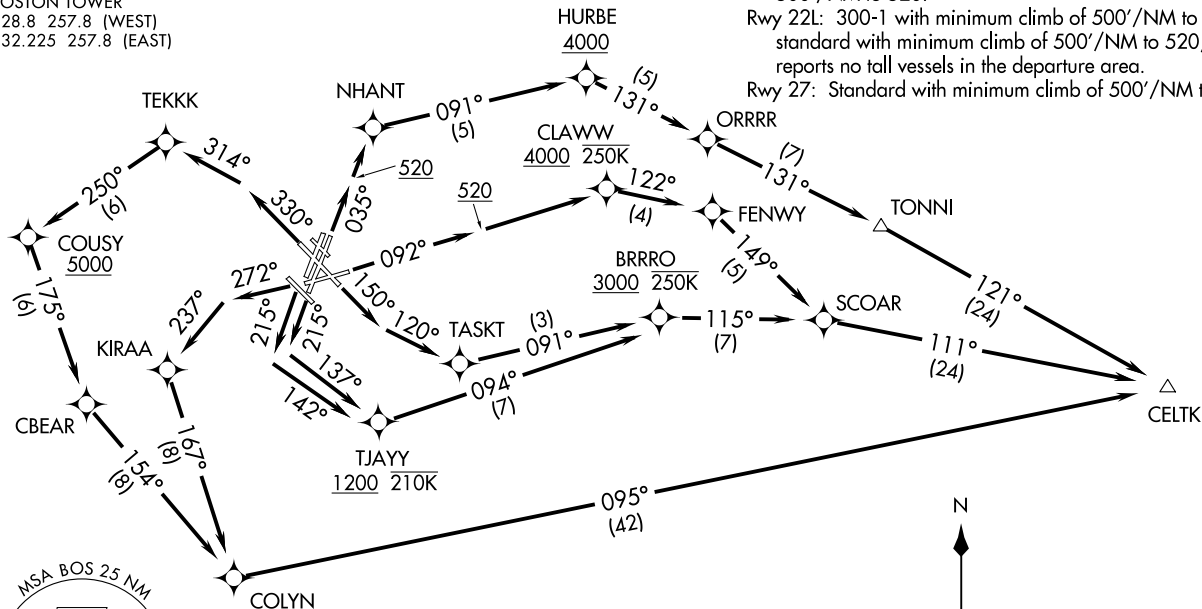 OSTON TOWER
28.8 257.8 (WEST)
32.225 257.8 (EAST)
Rwy 22L: 300-1 with minimum climb of 500'/NM to
standard with minimum climb of 500'/NM to 520,
reports no tall vessels in the departure area.
Rwy 27: Standard with minimum climb of 500'/NM t
HURBE
4000
TEKKK
NHANT
091°
(5)
(5)
131°
ORRRR
CLAWW
4000 250K
314°
520
(7)
131°
250°
(6)
330°
035°
520
122°
(4)
FENWY
TONNI
COUSY
5000
092°
BRRRO
3000 250K
149°
(5)
272°
150°
121°
(24)
175°
(6)
237°
215°
215°
120°
TASKT
(3)
091°
115°
(7)
SCOAR
KIRAA
137°
142°
094°
(7)
111°
(24)
CBEAR
CELTK
167°
(8)
TJAYY
1200 210K
154°
(8)
095°
(42)
N
MSA BOS 25 NM
COLYN